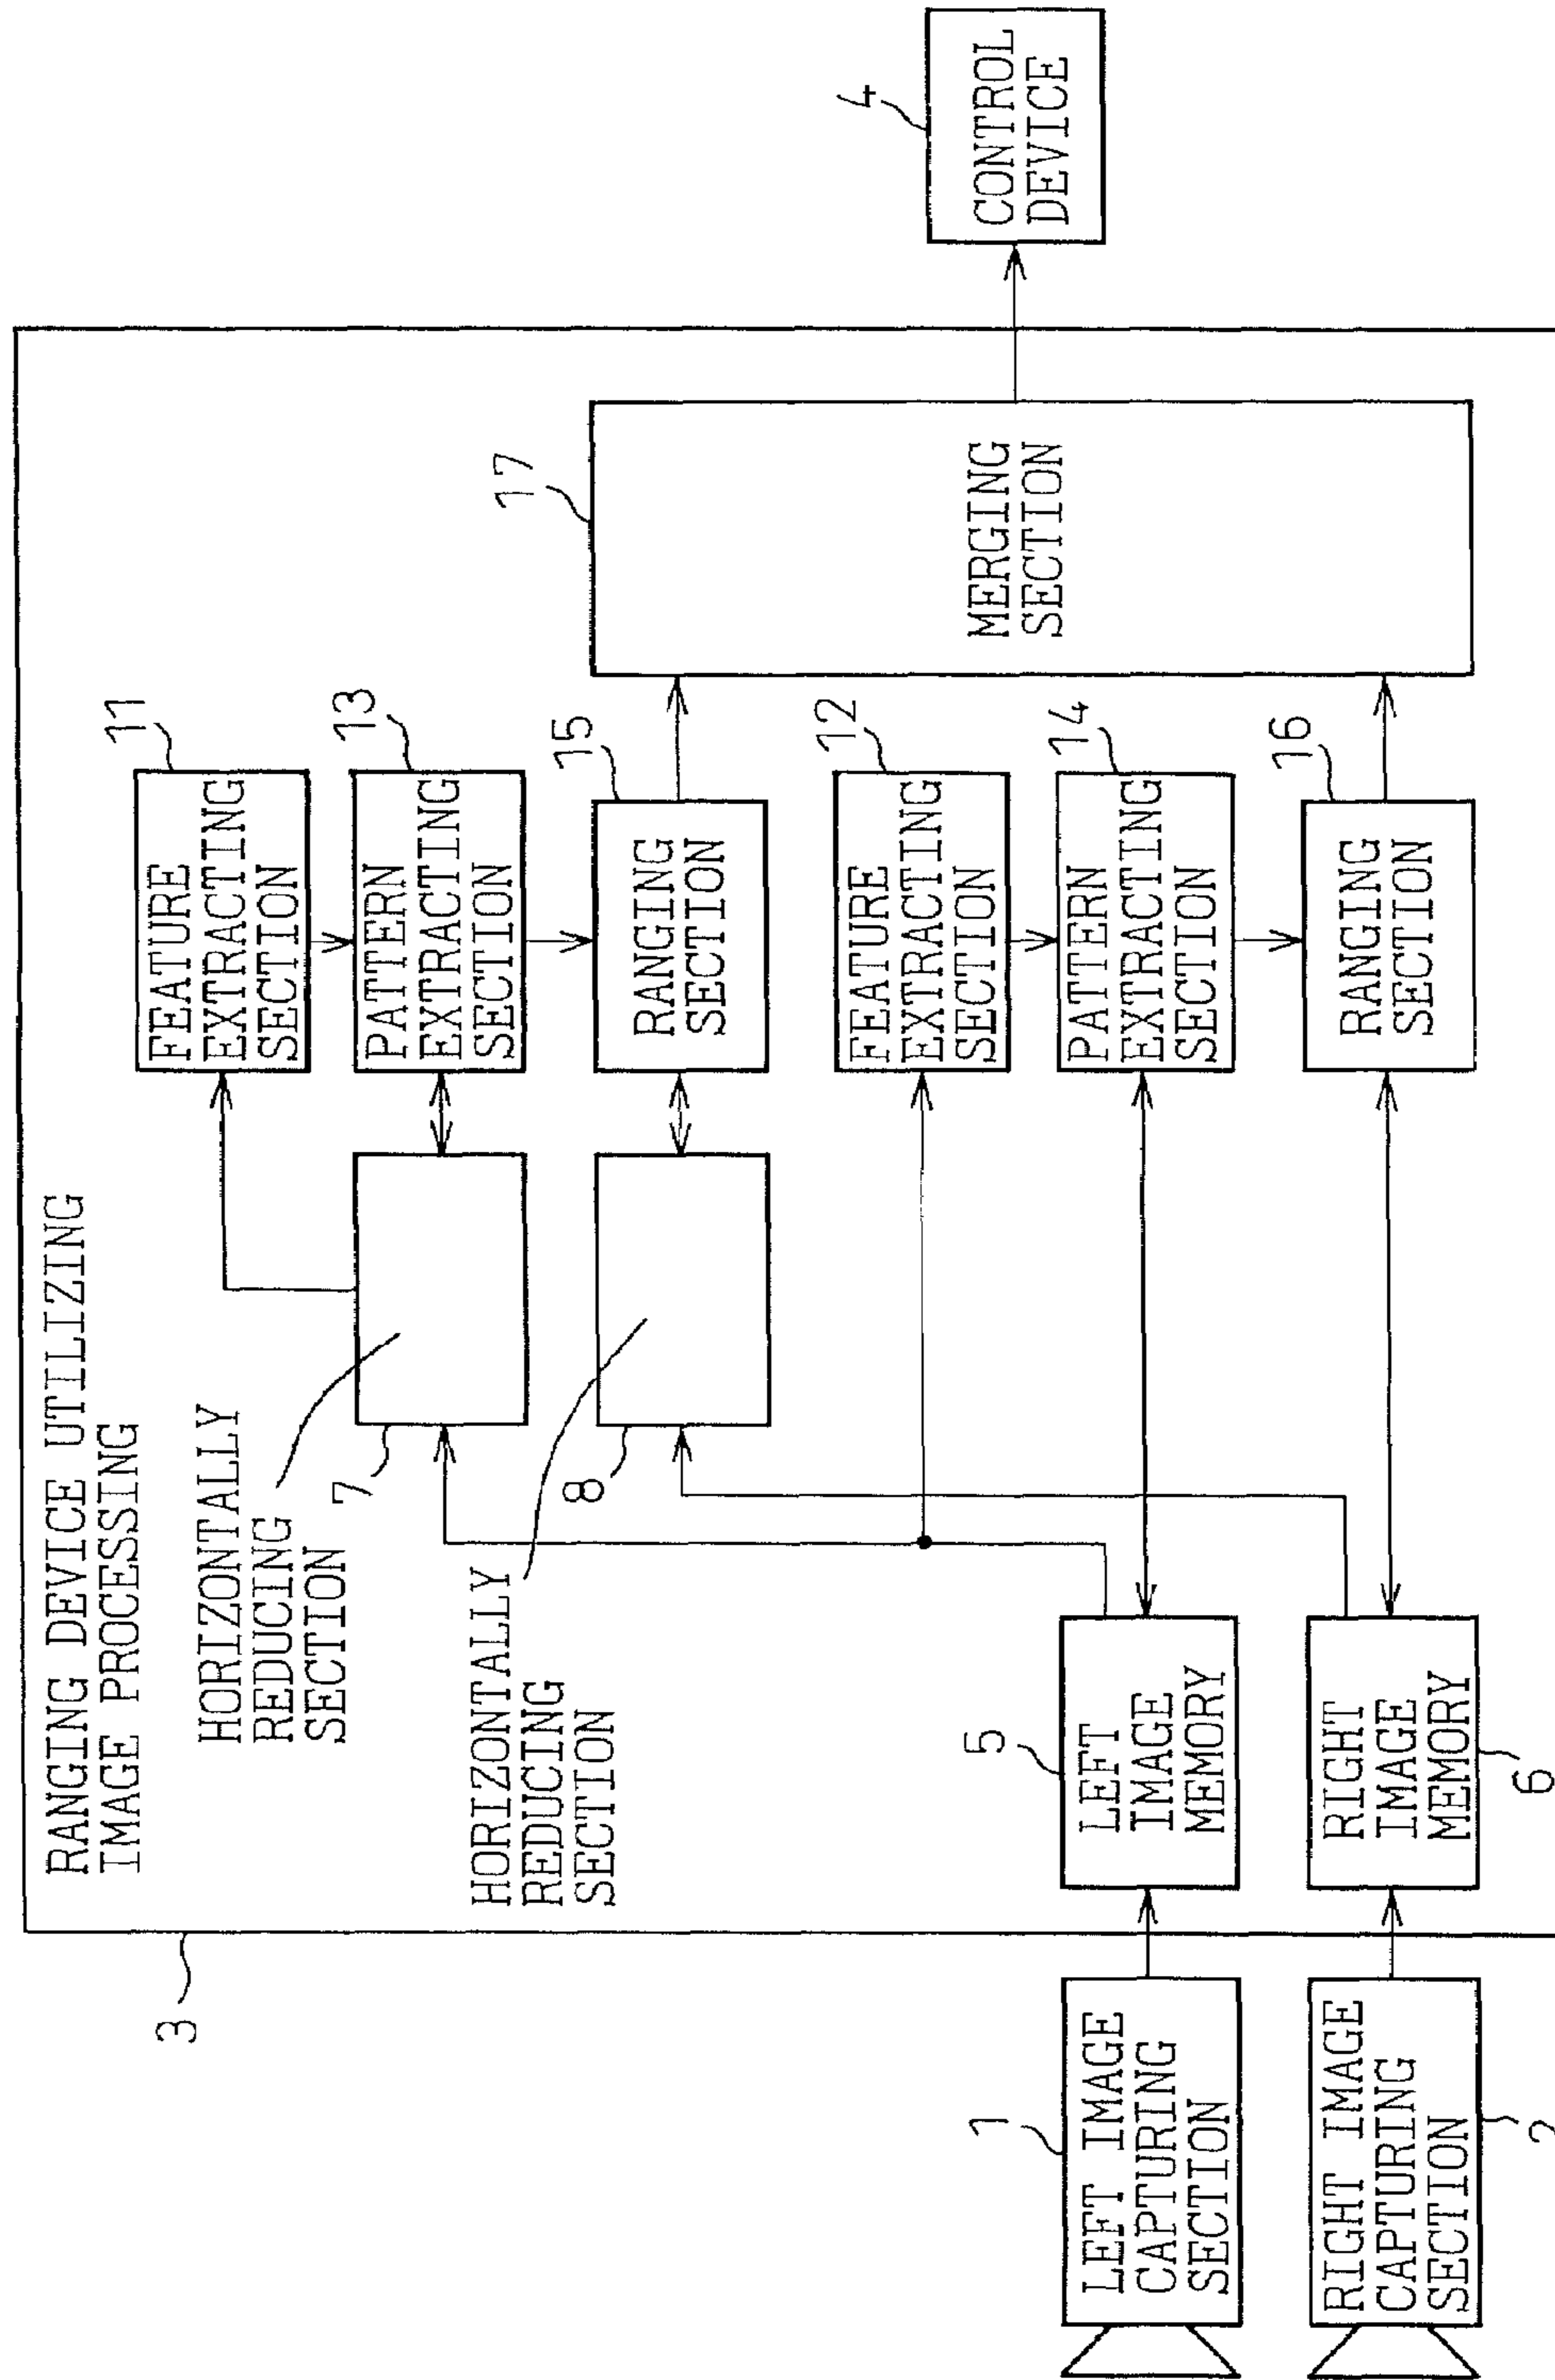 RANGING DEVICE UTILIZING
IMAGE PROCESSING
3
HORIZONTALLY
REDUCING
SECTION
7
HORIZONTALLY
REDUCING
SECTION
8
11
FEATURE
EXTRACTING
SECTION
13
PATTERN
EXTRACTING
SECTION
15
RANGING
SECTION
12
FEATURE
EXTRACTING
SECTION
14
PATTERN
EXTRACTING
SECTION
16
RANGING
SECTION
17
MERGING
SECTION
4
CONTROL
DEVICE
1
LEFT IMAGE
CAPTURING
SECTION
5
LEFT
IMAGE
MEMORY
RIGHT IMAGE
CAPTURING
SECTION
2
RIGHT
IMAGE
MEMORY
6